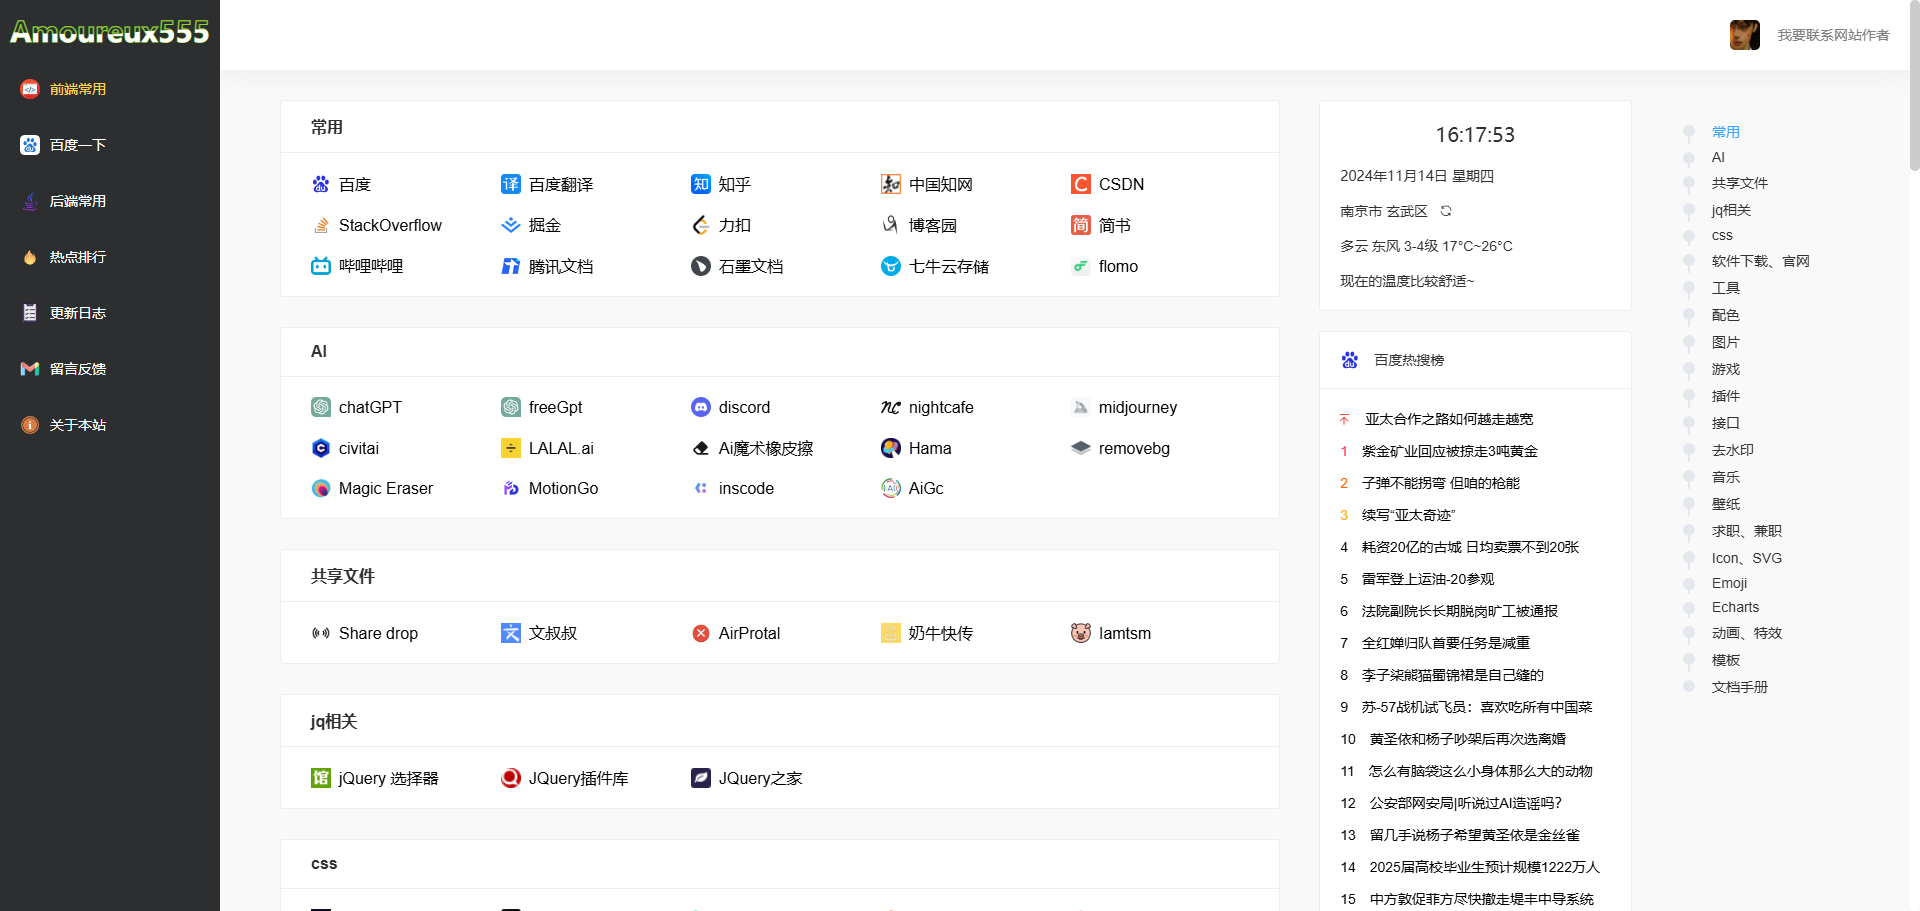 Amoureux555
前端常用
百度一下
后端常用
热点排行
更新日志
留言反馈
关于本站
我要联系网站作者
常用
百度 百度翻译 知乎 中国知网 CSDN
StackOverflow 掘金 力扣 博客园 简书
哔哩哔哩 腾讯文档 石墨文档 七牛云存储 flomo
AI
chatGPT freeGpt discord nightcafe midjourney
civitai LALAL.ai Ai魔术橡皮擦 Hama removebg
Magic Eraser MotionGo inscode AiGc
共享文件
Share drop 文叔叔 AirProtal 奶牛快传 Iamtsm
jq相关
jQuery 选择器 JQuery插件库 JQuery之家
css
16:17:53
2024年11月14日 星期四
南京市 玄武区
多云 东风 3-4级 17°C~26°C
现在的温度比较舒适~
百度热搜榜
亚太合作之路如何越走越宽
1 紫金矿业回应被掠走3吨黄金
2 子弹不能拐弯 但咱的枪能
3 续写“亚太奇迹”
4 耗资20亿的古城 日均卖票不到20张
5 雷军登上运油-20参观
6 法院副院长长期脱岗旷工被通报
7 全红婵归队首要任务是减重
8 李子柒熊猫蜀锦裙是自己缝的
9 苏-57战机试飞员：喜欢吃所有中国菜
10 黄圣依和杨子吵架后再次选离婚
11 怎么有脑袋这么小身体那么大的动物
12 公安部网安局|听说过AI造谣吗?
13 留几手说杨子希望黄圣依是金丝雀
14 2025届高校毕业生预计规模1222万人
15 中方敦促菲方尽快撤走堤丰中导系统
常用
AI
共享文件
jq相关
css
软件下载、官网
工具
配色
图片
游戏
插件
接口
去水印
音乐
壁纸
求职、兼职
Icon、SVG
Emoji
Echarts
动画、特效
模板
文档手册